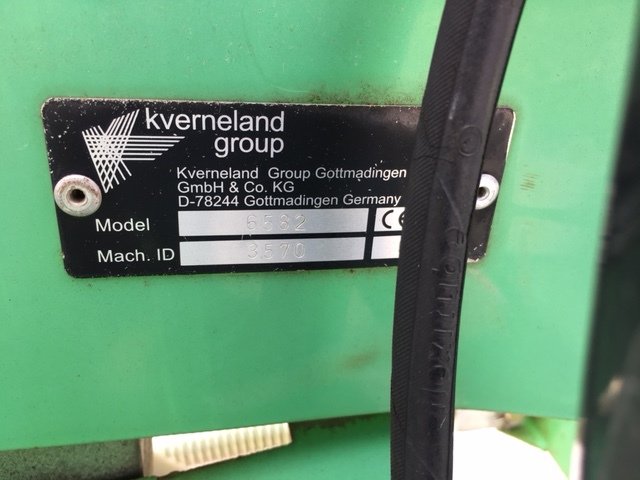 kverneland
group
Kverneland Group Gottmadingen
GmbH & Co. KG
D-78244 Gottmadingen Germany
Model 6582 CE
Mach. ID 3570